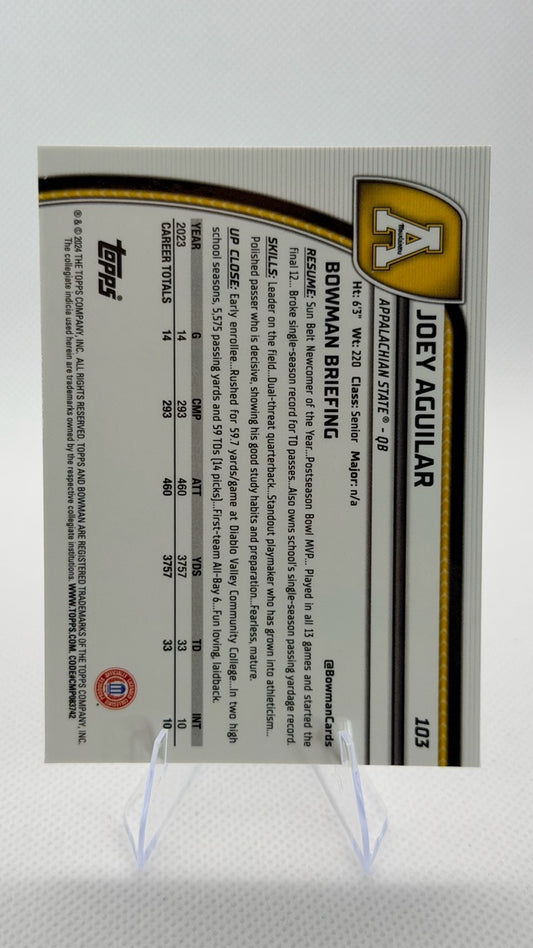 103
JOEY AGUILAR
APPALACHIAN STATE® - QB
A
Ht: 6'3" Wt: 220 Class: Senior Major: n/a
BOWMAN BRIEFING
@BowmanCards
RESUME: Sun Belt Newcomer of the Year...Postseason Bowl MVP... Played in all 13 games and started the
final 12... Broke single-season record for TD passes...Also owns school's single-season passing yardage record.
SKILLS: Leader on the field...Dual-threat quarterback...Standout playmaker who has grown into athleticism...
Polished passer who is decisive, showing his good study habits and preparation...Fearless, mature.
UP CLOSE: Early enrollee...Rushed for 59.7 yards/game at Diablo Valley Community College...In two high
school seasons, 5,575 passing yards and 59 TDs (14 picks)...First-team All-Bay 6...Fun loving, laidback.
YEAR G CMP ATT YDS TD INT
2023 14 293 460 3757 33 10
CAREER TOTALS 14 293 460 3757 33 10
topps®
® & © 2024 THE TOPPS COMPANY, INC. ALL RIGHTS RESERVED. TOPPS AND BOWMAN ARE REGISTERED TRADEMARKS OF THE TOPPS COMPANY, INC.
The collegiate indicia used herein are trademarks owned by the respective collegiate institutions. WWW.TOPPS.COM. CODE#CMP083742